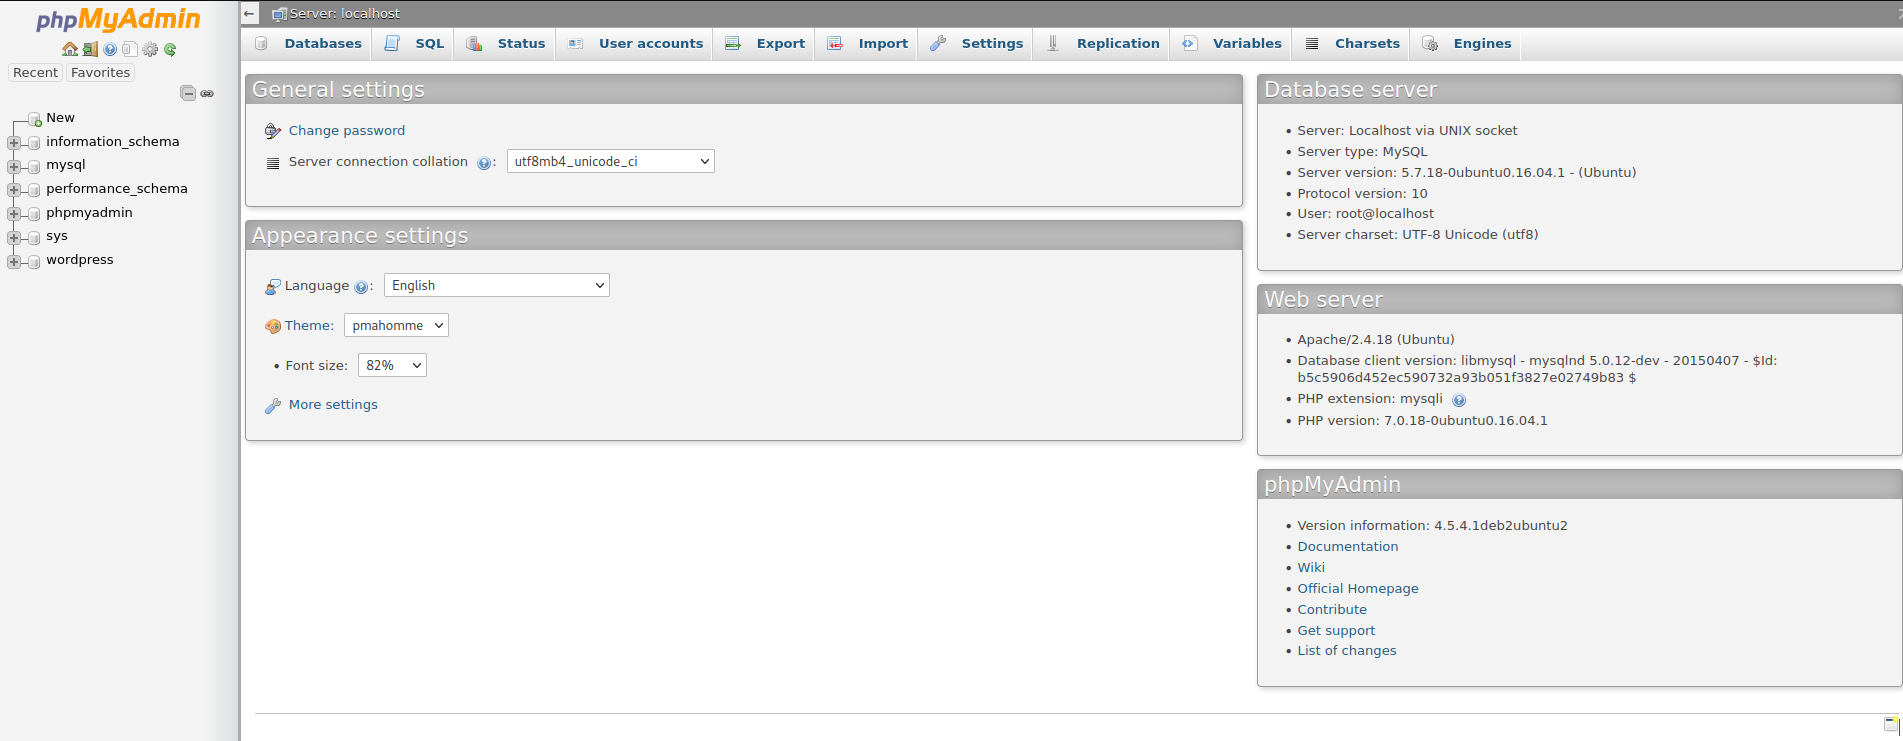 phpMyAdmin
Recent Favorites
New
information_schema
mysql
performance_schema
phpmyadmin
sys
wordpress
Server: localhost
Databases SQL Status User accounts Export Import Settings Replication Variables Charsets Engines
General settings
Change password
Server connection collation : utf8mb4_unicode_ci
Appearance settings
Language : English
Theme: pmahomme
• Font size: 82%
More settings
Database server
• Server: Localhost via UNIX socket
• Server type: MySQL
• Server version: 5.7.18-0ubuntu0.16.04.1 - (Ubuntu)
• Protocol version: 10
• User: root@localhost
• Server charset: UTF-8 Unicode (utf8)
Web server
• Apache/2.4.18 (Ubuntu)
• Database client version: libmysql - mysqlnd 5.0.12-dev - 20150407 - $Id:
b5c5906d452ec590732a93b051f3827e02749b83 $
• PHP extension: mysqli
• PHP version: 7.0.18-0ubuntu0.16.04.1
phpMyAdmin
• Version information: 4.5.4.1deb2ubuntu2
• Documentation
• Wiki
• Official Homepage
• Contribute
• Get support
• List of changes